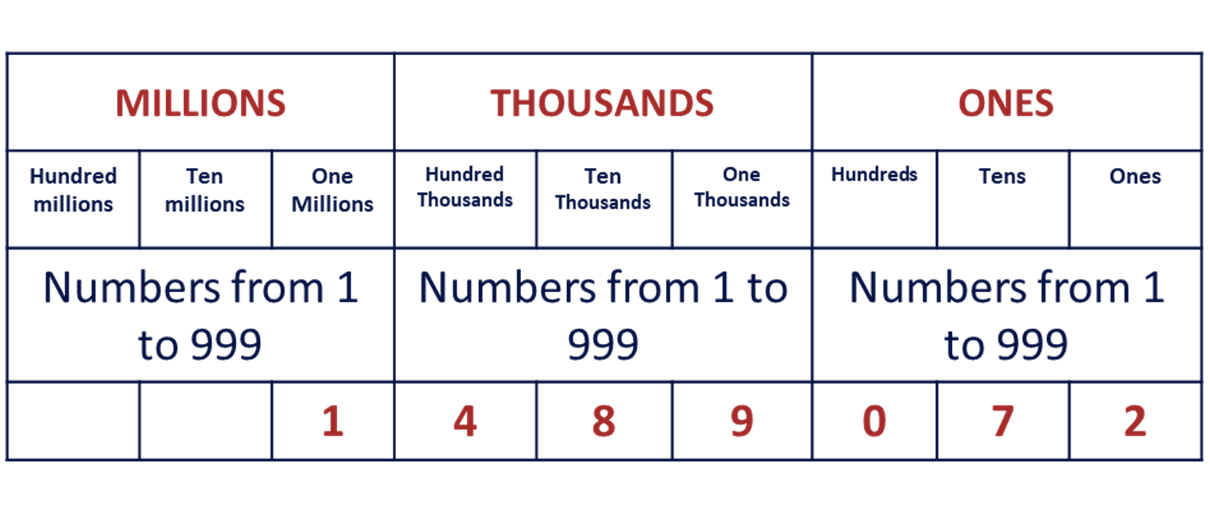 MILLIONS THOUSANDS ONES
Hundred millions Ten millions One Millions Hundred Thousands Ten Thousands One Thousands Hundreds Tens Ones
Numbers from 1 to 999 Numbers from 1 to 999 Numbers from 1 to 999
1 4 8 9 0 7 2